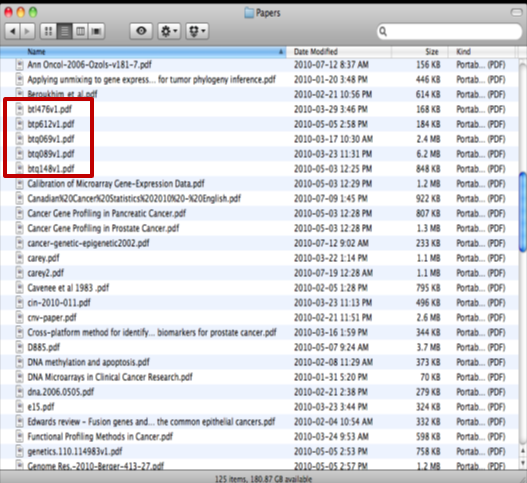 Papers
Name Date Modified Size Kind
Ann Oncol-2006-Ozols-v181-7.pdf 2010-07-12 8:37 AM 156 KB Portab... (PDF)
Applying unmixing to gene express... for tumor phylogeny inference.pdf 2010-01-20 3:48 PM 446 KB Portab... (PDF)
Beroukhim et al.pdf 2010-02-21 10:56 PM 614 KB Portab... (PDF)
btl476v1.pdf 2010-03-29 3:46 PM 168 KB Portab... (PDF)
btp612v1.pdf 2010-05-05 2:58 PM 184 KB Portab... (PDF)
btq069v1.pdf 2010-03-17 10:30 AM 2.4 MB Portab... (PDF)
btq089v1.pdf 2010-03-23 11:31 PM 6.2 MB Portab... (PDF)
btq148v1.pdf 2010-05-03 12:25 PM 848 KB Portab... (PDF)
Calibration of Microarray Gene-Expression Data.pdf 2010-05-03 12:29 PM 1.2 MB Portab... (PDF)
Canadian%20Cancer%20Statistics%202010%20-%20English.pdf 2010-07-09 1:45 PM 922 KB Portab... (PDF)
Cancer Gene Profiling in Pancreatic Cancer.pdf 2010-05-03 12:28 PM 807 KB Portab... (PDF)
Cancer Gene Profiling in Prostate Cancer.pdf 2010-05-03 12:28 PM 1.3 MB Portab... (PDF)
cancer-genetic-epigenetic2002.pdf 2010-07-12 9:02 AM 233 KB Portab... (PDF)
carey.pdf 2010-03-22 1:14 PM 1.1 MB Portab... (PDF)
carey2.pdf 2010-07-19 12:28 AM 1.1 MB Portab... (PDF)
Cavenee et al 1983 .pdf 2010-02-05 1:28 PM 795 KB Portab... (PDF)
cin-2010-011.pdf 2010-03-23 11:13 PM 496 KB Portab... (PDF)
cnv-paper.pdf 2010-02-21 11:51 PM 2.6 MB Portab... (PDF)
Cross-platform method for identify... biomarkers for prostate cancer.pdf 2010-03-16 1:59 PM 344 KB Portab... (PDF)
D885.pdf 2010-05-07 9:24 AM 3.7 MB Portab... (PDF)
DNA methylation and apoptosis.pdf 2010-02-08 11:29 AM 373 KB Portab... (PDF)
DNA Microarrays in Clinical Cancer Research.pdf 2010-01-31 5:20 PM 70 KB Portab... (PDF)
dna.2006.0505.pdf 2010-02-21 2:38 PM 279 KB Portab... (PDF)
e15.pdf 2010-03-23 3:44 PM 324 KB Portab... (PDF)
Edwards review - Fusion genes and... the common epithelial cancers.pdf 2010-02-04 10:54 AM 332 KB Portab... (PDF)
Functional Profiling Methods in Cancer.pdf 2010-03-24 9:53 AM 598 KB Portab... (PDF)
genetics.110.114983v1.pdf 2010-05-05 2:57 PM 758 KB Portab... (PDF)
Genome Res.-2010-Berger-413-27.pdf 2010-05-05 2:57 PM 1.2 MB Portab... (PDF)
125 items, 180.87 GB available